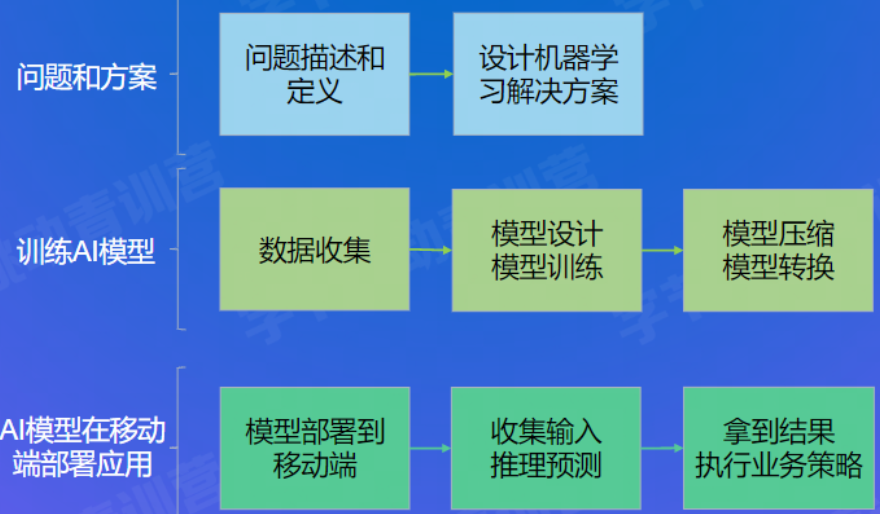 问题和方案
问题描述和
定义
设计机器学
习解决方案
训练AI模型
数据收集
模型设计
模型训练
模型压缩
模型转换
AI模型在移动
端部署应用
模型部署到
移动端
收集输入
推理预测
拿到结果
执行业务策略